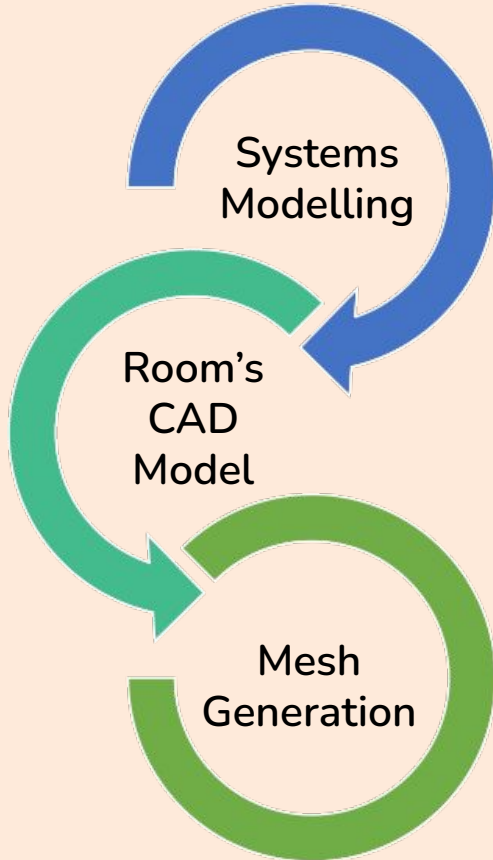 Systems
Modelling
Room’s
CAD
Model
Mesh
Generation